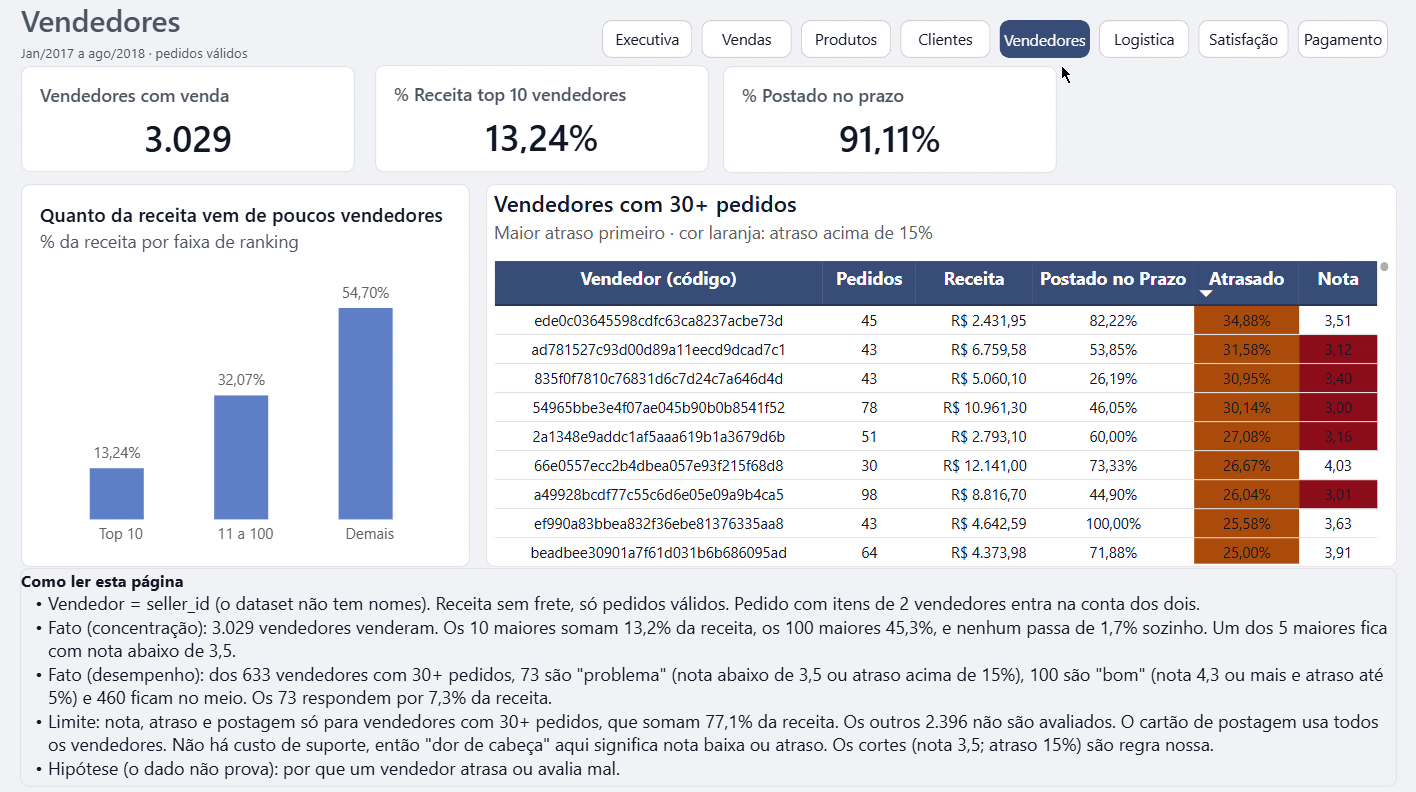 Vendedores
Jan/2017 a ago/2018 · pedidos válidos
Executiva
Vendas
Produtos
Clientes
Vendedores
Logistica
Satisfação
Pagamento
Vendedores com venda
3.029
% Receita top 10 vendedores
13,24%
% Postado no prazo
91,11%
Quanto da receita vem de poucos vendedores
% da receita por faixa de ranking
54,70%
32,07%
13,24%
Top 10
11 a 100
Demais
Vendedores com 30+ pedidos
Maior atraso primeiro · cor laranja: atraso acima de 15%
Vendedor (código) Pedidos Receita Postado no Prazo Atrasado Nota
ede0c03645598cdfc63ca8237acbe73d 45 R$ 2.431,95 82,22% 34,88% 3,51
ad781527c93d00d89a11eecd9dcad7c1 43 R$ 6.759,58 53,85% 31,58% 3,12
835f0f7810c76831d6c7d24c7a646d4d 43 R$ 5.060,10 26,19% 30,95% 3,40
54965bbe3e4f07ae045b90b0b8541f52 78 R$ 10.961,30 46,05% 30,14% 3,00
2a1348e9addc1af5aaa619b1a3679d6b 51 R$ 2.793,10 60,00% 27,08% 3,16
66e0557ecc2b4dbea057e93f215f68d8 30 R$ 12.141,00 73,33% 26,67% 4,03
a49928bcdf77c55c6d6e05e09a9b4ca5 98 R$ 8.816,70 44,90% 26,04% 3,01
ef990a83bbea832f36ebe81376335aa8 43 R$ 4.642,59 100,00% 25,58% 3,63
beadbee30901a7f61d031b6b686095ad 64 R$ 4.373,98 71,88% 25,00% 3,91
Como ler esta página
• Vendedor = seller_id (o dataset não tem nomes). Receita sem frete, só pedidos válidos. Pedido com itens de 2 vendedores entra na conta dos dois.
• Fato (concentração): 3.029 vendedores venderam. Os 10 maiores somam 13,2% da receita, os 100 maiores 45,3%, e nenhum passa de 1,7% sozinho. Um dos 5 maiores fica
com nota abaixo de 3,5.
• Fato (desempenho): dos 633 vendedores com 30+ pedidos, 73 são "problema" (nota abaixo de 3,5 ou atraso acima de 15%), 100 são "bom" (nota 4,3 ou mais e atraso até
5%) e 460 ficam no meio. Os 73 respondem por 7,3% da receita.
• Limite: nota, atraso e postagem só para vendedores com 30+ pedidos, que somam 77,1% da receita. Os outros 2.396 não são avaliados. O cartão de postagem usa todos
os vendedores. Não há custo de suporte, então "dor de cabeça" aqui significa nota baixa ou atraso. Os cortes (nota 3,5; atraso 15%) são regra nossa.
• Hipótese (o dado não prova): por que um vendedor atrasa ou avalia mal.